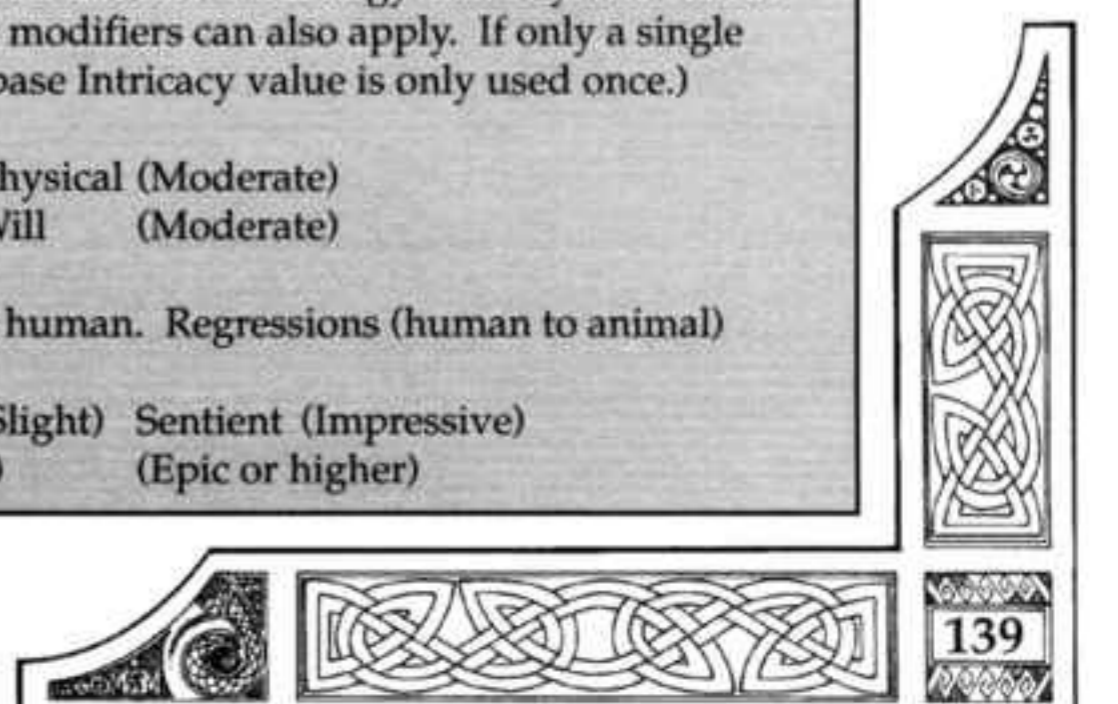 modifiers can also apply. If only a single
base Intricacy value is only used once.)
hysical (Moderate)
Will (Moderate)
human. Regressions (human to animal)
Slight) Sentient (Impressive)
) (Epic or higher)
139